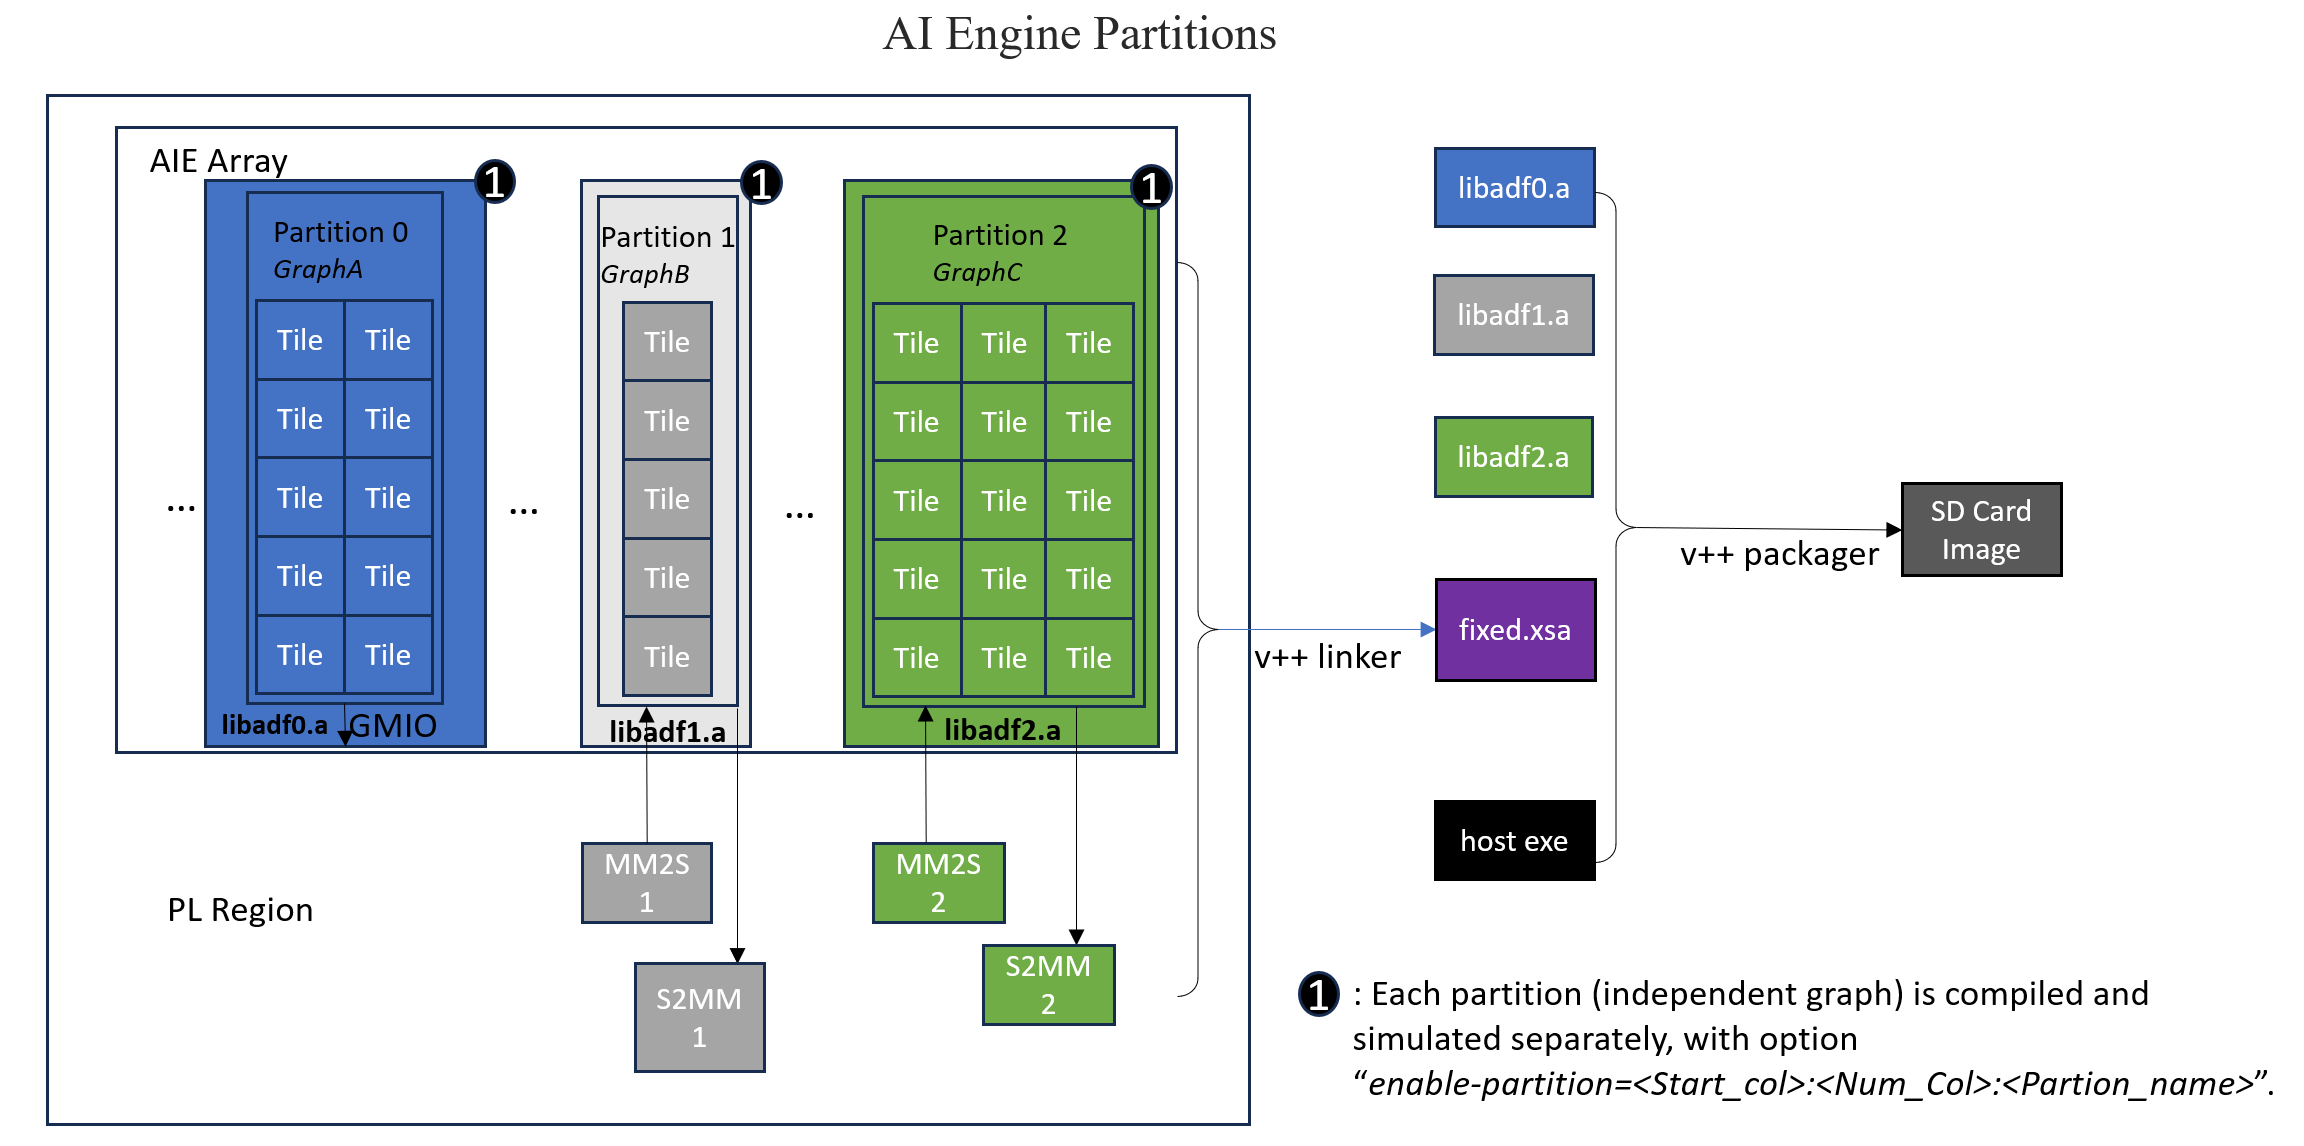 AI Engine Partitions
AIE Array
1
1
1
Partition 0
GraphA
Tile Tile
Tile Tile
Tile Tile
Tile Tile
Tile Tile
libadf0.a
GMIO
...
...
...
Partition 1
GraphB
Tile
Tile
Tile
Tile
Tile
libadf1.a
Partition 2
GraphC
Tile Tile Tile
Tile Tile Tile
Tile Tile Tile
Tile Tile Tile
Tile Tile Tile
libadf2.a
PL Region
MM2S
1
S2MM
1
MM2S
2
S2MM
2
v++ linker
libadf0.a
libadf1.a
libadf2.a
fixed.xsa
host exe
v++ packager
SD Card
Image
1 : Each partition (independent graph) is compiled and
simulated separately, with option
“enable-partition=<Start_col>:<Num_Col>:<Partion_name>”.